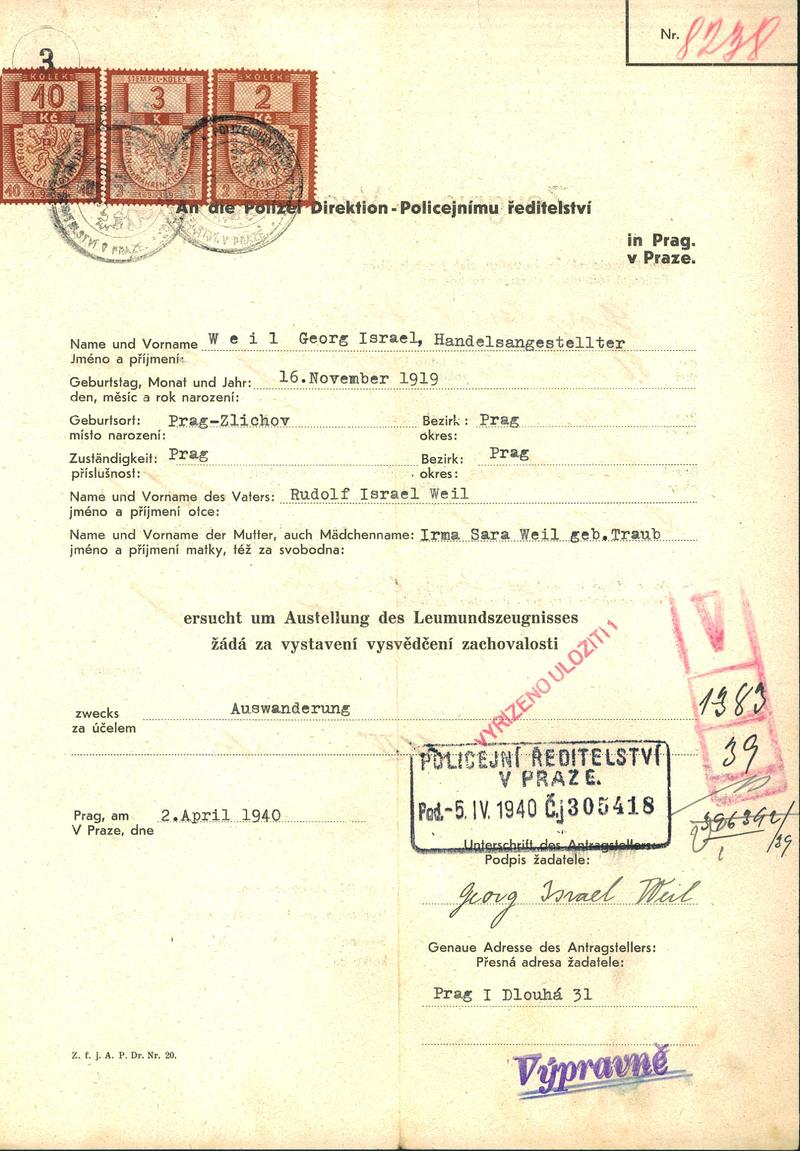 Nr. 8238
3
KOLEK
10
Kč
STEMPEL-KOLEK
3
K
KOLEK
2
Kč
An die Polizei Direktion - Policejnímu ředitelství
in Prag.
v Praze.
Name und Vorname W e i l Georg Israel, Handelsangestellter
Jméno a příjmení:
Geburtstag, Monat und Jahr: 16.November 1919
den, měsíc a rok narození:
Geburtsort: Prag-Zlichov Bezirk: Prag
místo narození: okres:
Zuständigkeit: Prag Bezirk: Prag
příslušnost: okres:
Name und Vorname des Vaters: Rudolf Israel Weil
jméno a příjmení otce:
Name und Vorname der Mutter, auch Mädchenname: Irma Sara Weil geb.Traub
jméno a příjmení matky, též za svobodna:
ersucht um Austellung des Leumundszeugnisses
žádá za vystavení vysvědčení zachovalosti
VYŘÍZENO ULOŽITI 1
V
1383
39
zwecks Auswanderung
za účelem
POLICEJNÍ ŘEDITELSTVÍ
V PRAZE.
Pod. -5. IV. 1940 Čj 305418
306392/39
Prag, am 2.April 1940
V Praze, dne
Unterschrift des Antragstellers:
Podpis žadatele:
Georg Israel Weil
Genaue Adresse des Antragstellers:
Přesná adresa žadatele:
Prag I Dlouhá 31
Z. f. j. A. P. Dr. Nr. 20.
Výpravně